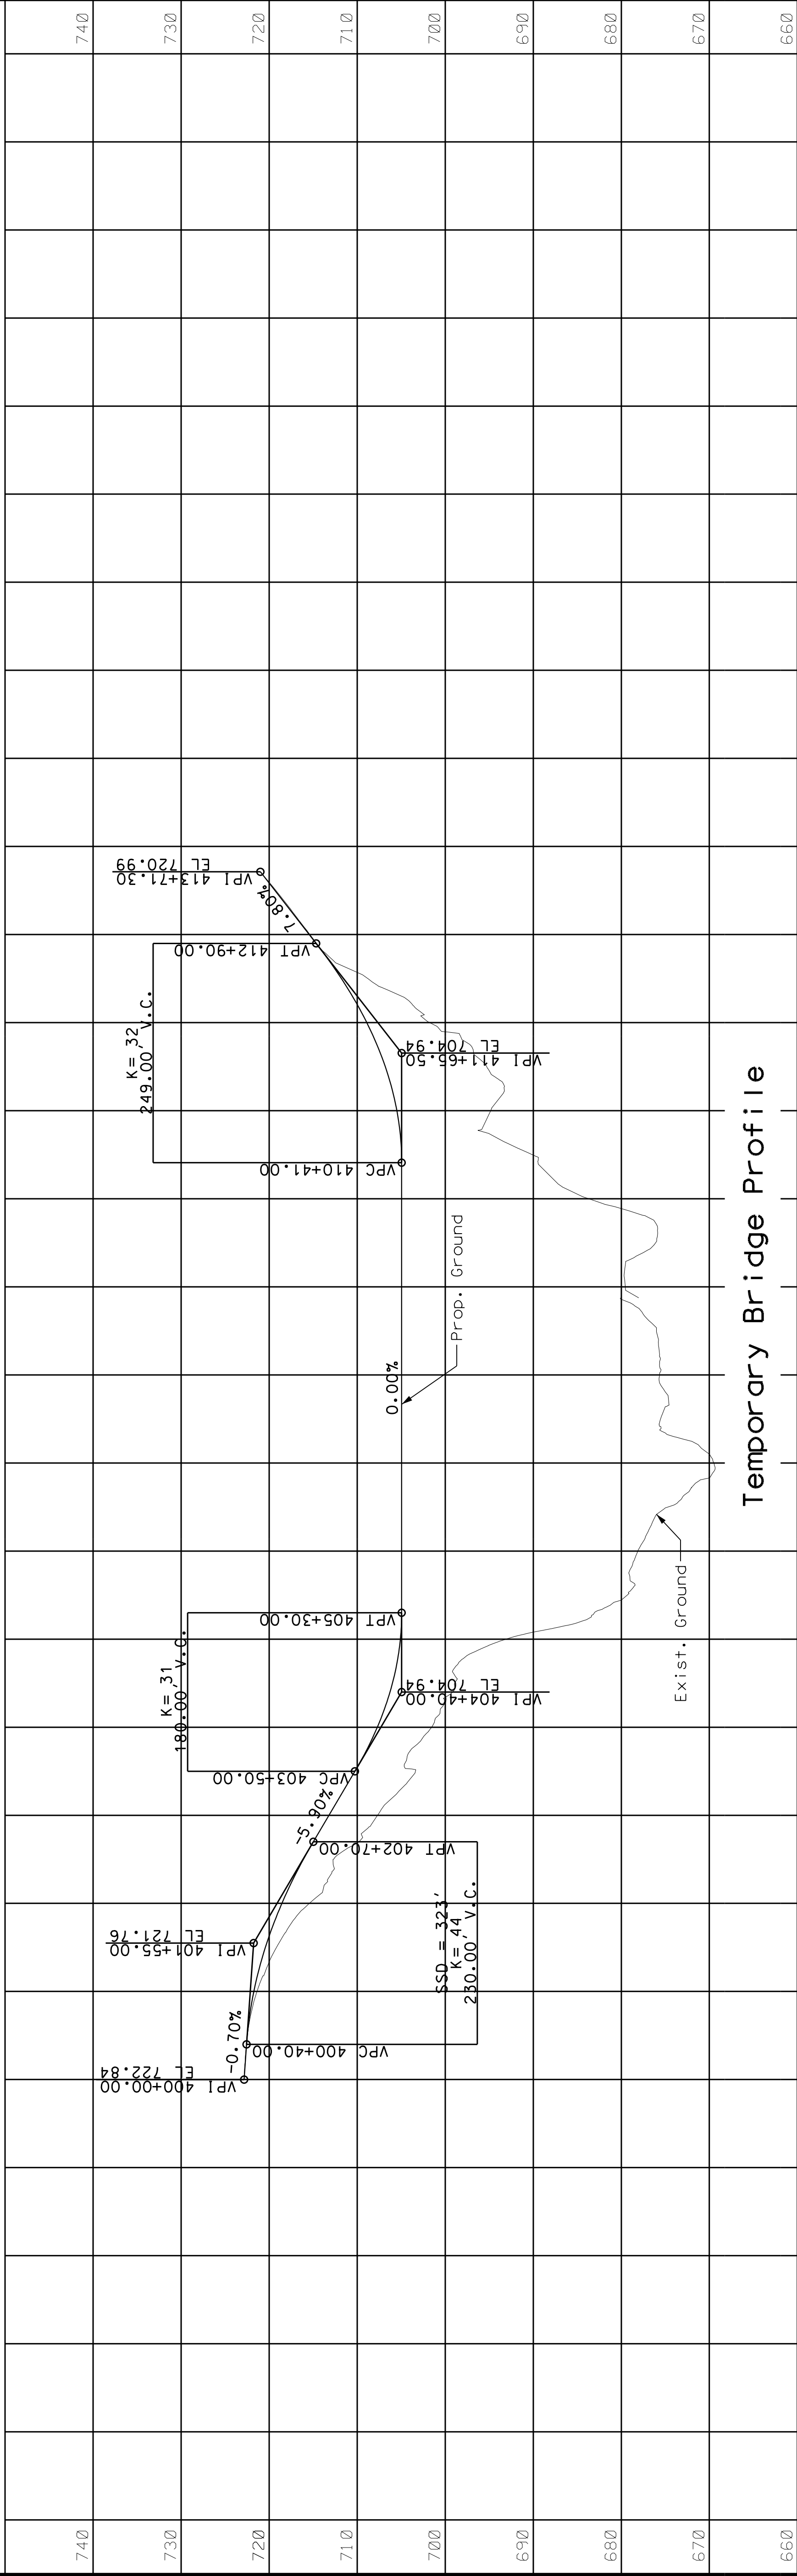 740
730
720
710
700
690
680
670
660
VPI 400+00.00
EL 722.84
-0.70%
VPC 400+40.00
VPI 401+55.00
EL 721.76
SSD = 323'
K= 44
230.00' V.C.
VPT 402+70.00
-5.90%
VPC 403+50.00
K= 31
180.00' V.C.
VPI 404+40.00
EL 704.94
VPT 405+30.00
Exist. Ground
0.00%
Prop. Ground
Temporary Bridge Profile
VPC 410+41.00
K= 32
249.00' V.C.
VPI 411+65.50
EL 704.94
VPT 412+90.00
7.80%
VPI 413+71.30
EL 720.99
740
730
720
710
700
690
680
670
660